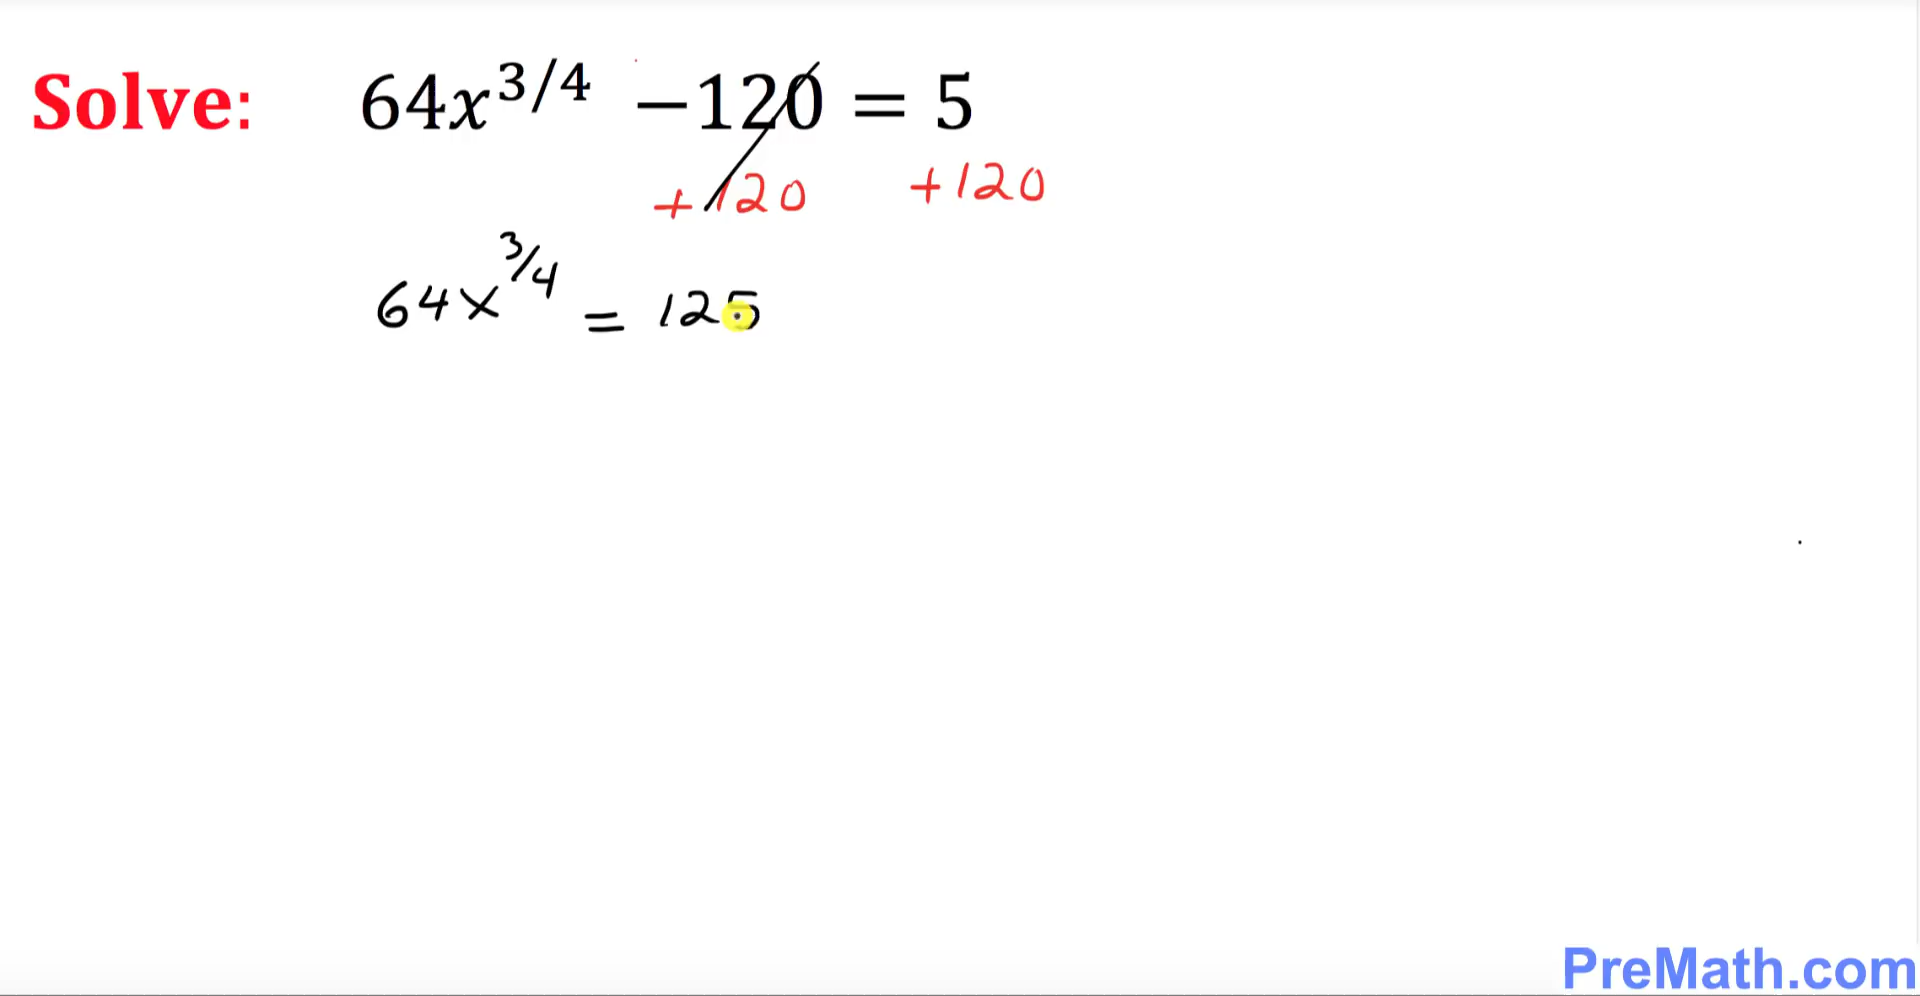 Solve: 64x^{3/4} −120 = 5
+120 +120
64x^{3/4} = 125
PreMath.com